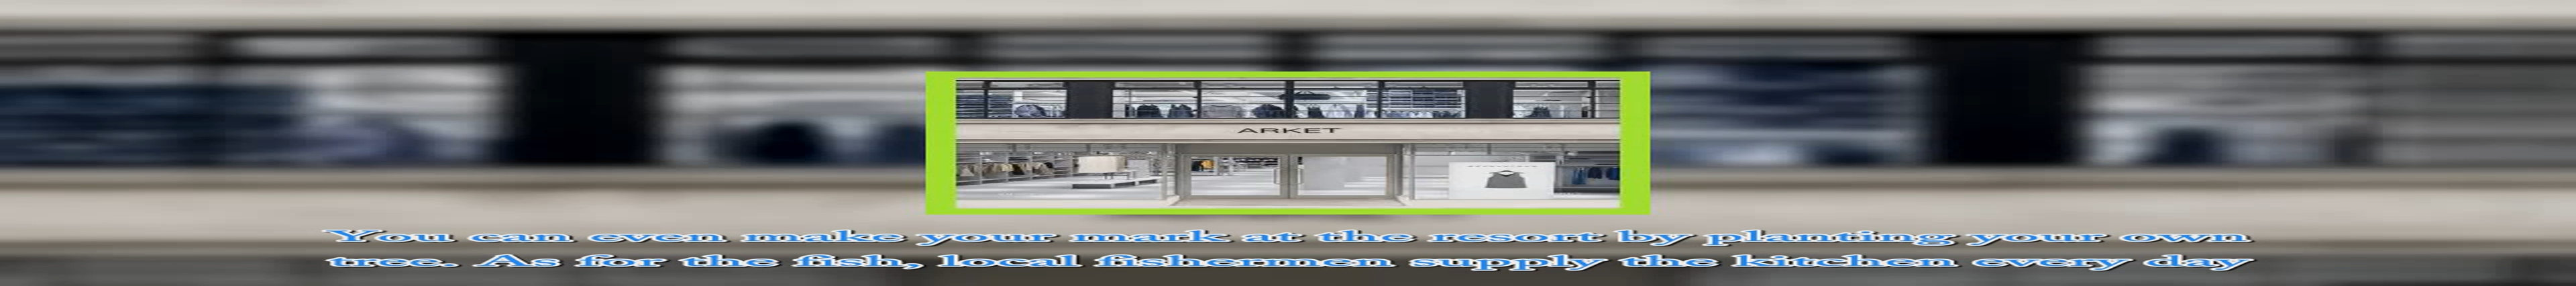 ARKET
You can even make your mark at the resort by planting your own
tree. As for the fish, local fishermen supply the kitchen every day